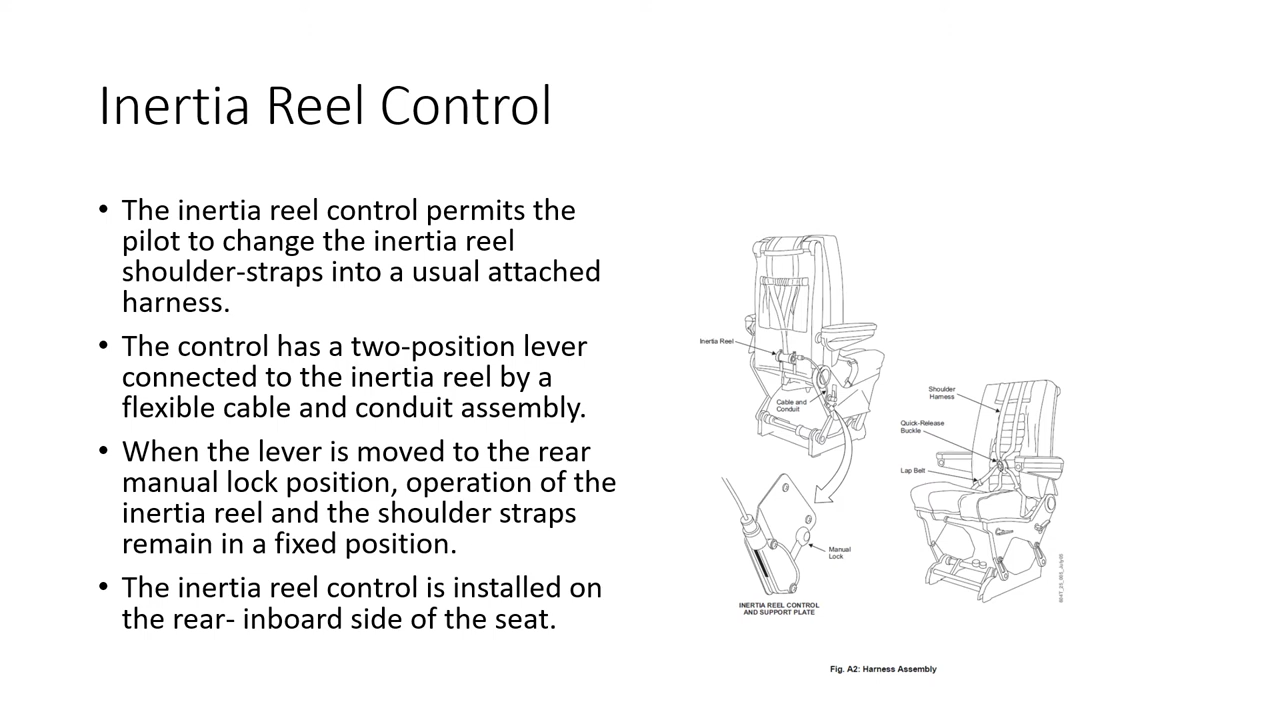 Inertia Reel Control
• The inertia reel control permits the
pilot to change the inertia reel
shoulder-straps into a usual attached
harness.
• The control has a two-position lever
connected to the inertia reel by a
flexible cable and conduit assembly.
• When the lever is moved to the rear
manual lock position, operation of the
inertia reel and the shoulder straps
remain in a fixed position.
• The inertia reel control is installed on
the rear- inboard side of the seat.
Inertia Reel
Cable and
Conduit
Shoulder
Harness
Quick-Release
Buckle
Lap Belt
Manual
Lock
INERTIA REEL CONTROL
AND SUPPORT PLATE
Fig. A2: Harness Assembly